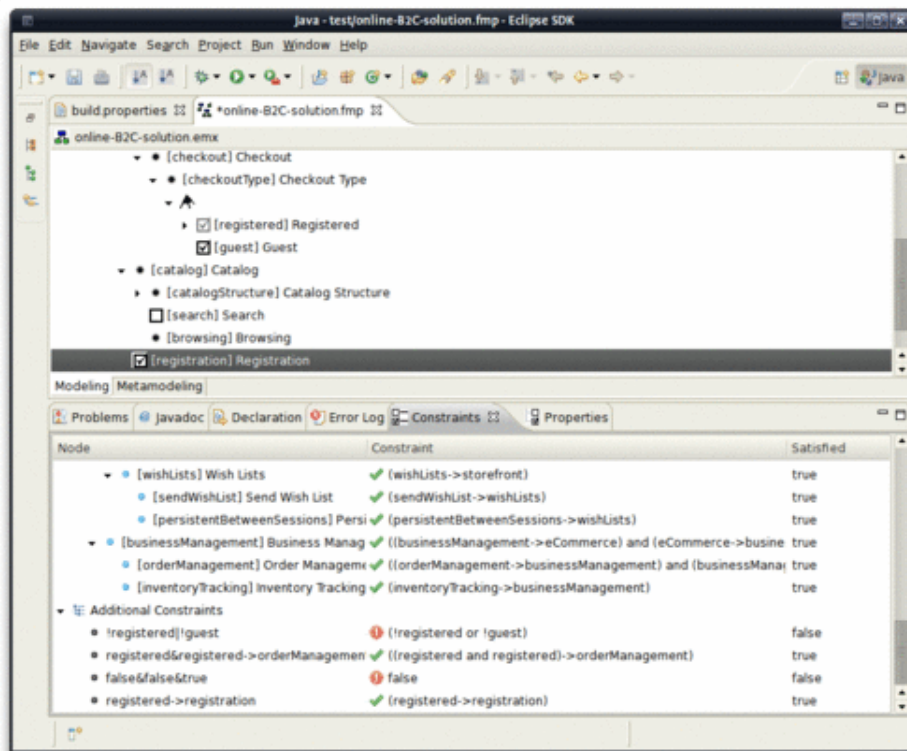 Java - test/online-B2C-solution.fmp - Eclipse SDK
File Edit Navigate Search Project Run Window Help
Java
build.properties *online-B2C-solution.fmp
online-B2C-solution.emx
[checkout] Checkout
[checkoutType] Checkout Type
[registered] Registered
[guest] Guest
[catalog] Catalog
[catalogStructure] Catalog Structure
[search] Search
[browsing] Browsing
[registration] Registration
Modeling Metamodeling
Problems @ Javadoc Declaration Error Log Constraints Properties
Node Constraint Satisfied
[wishLists] Wish Lists (wishLists->storefront) true
[sendWishList] Send Wish List (sendWishList->wishLists) true
[persistentBetweenSessions] Persi (persistentBetweenSessions->wishLists) true
[businessManagement] Business Manag ((businessManagement->eCommerce) and (eCommerce->busine true
[orderManagement] Order Manageme ((orderManagement->businessManagement) and (businessManag true
[inventoryTracking] Inventory Tracking (inventoryTracking->businessManagement) true
Additional Constraints
!registered|!guest (!registered or !guest) false
registered&registered->orderManagemen ((registered and registered)->orderManagement) true
false&false&true false false
registered->registration (registered->registration) true